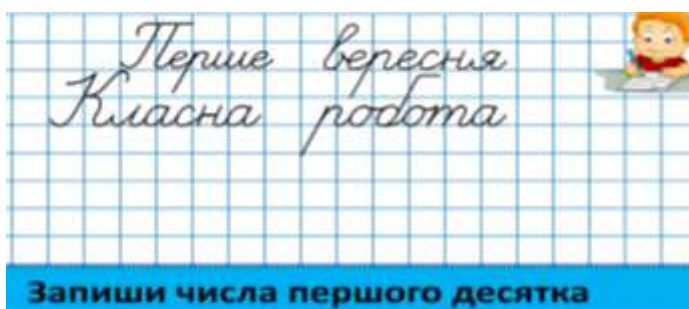 Перше вересня
Класна робота
Запиши числа першого десятка